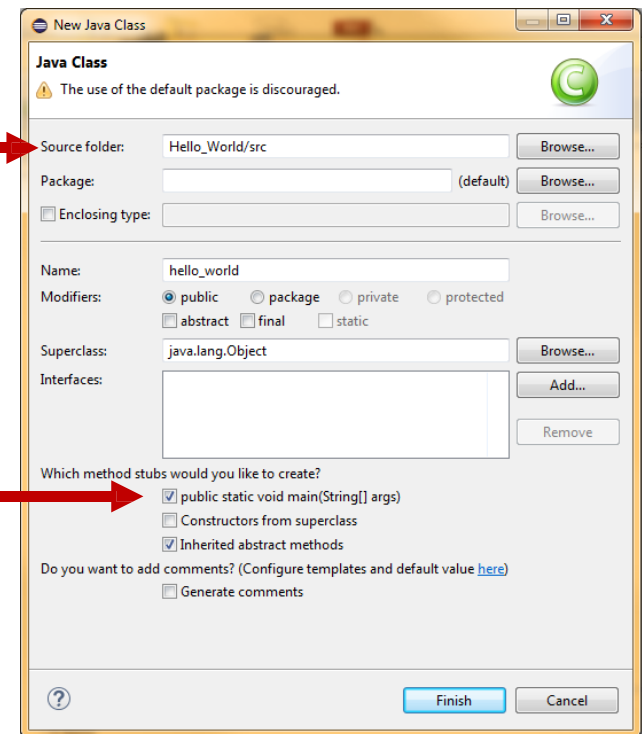 New Java Class
Java Class
The use of the default package is discouraged.
Source folder: Hello_World/src Browse...
Package: (default) Browse...
Enclosing type: Browse...
Name: hello_world
Modifiers: public package private protected
abstract final static
Superclass: java.lang.Object Browse...
Interfaces: Add...
Remove
Which method stubs would you like to create?
public static void main(String[] args)
Constructors from superclass
Inherited abstract methods
Do you want to add comments? (Configure templates and default value here)
Generate comments
? Finish Cancel